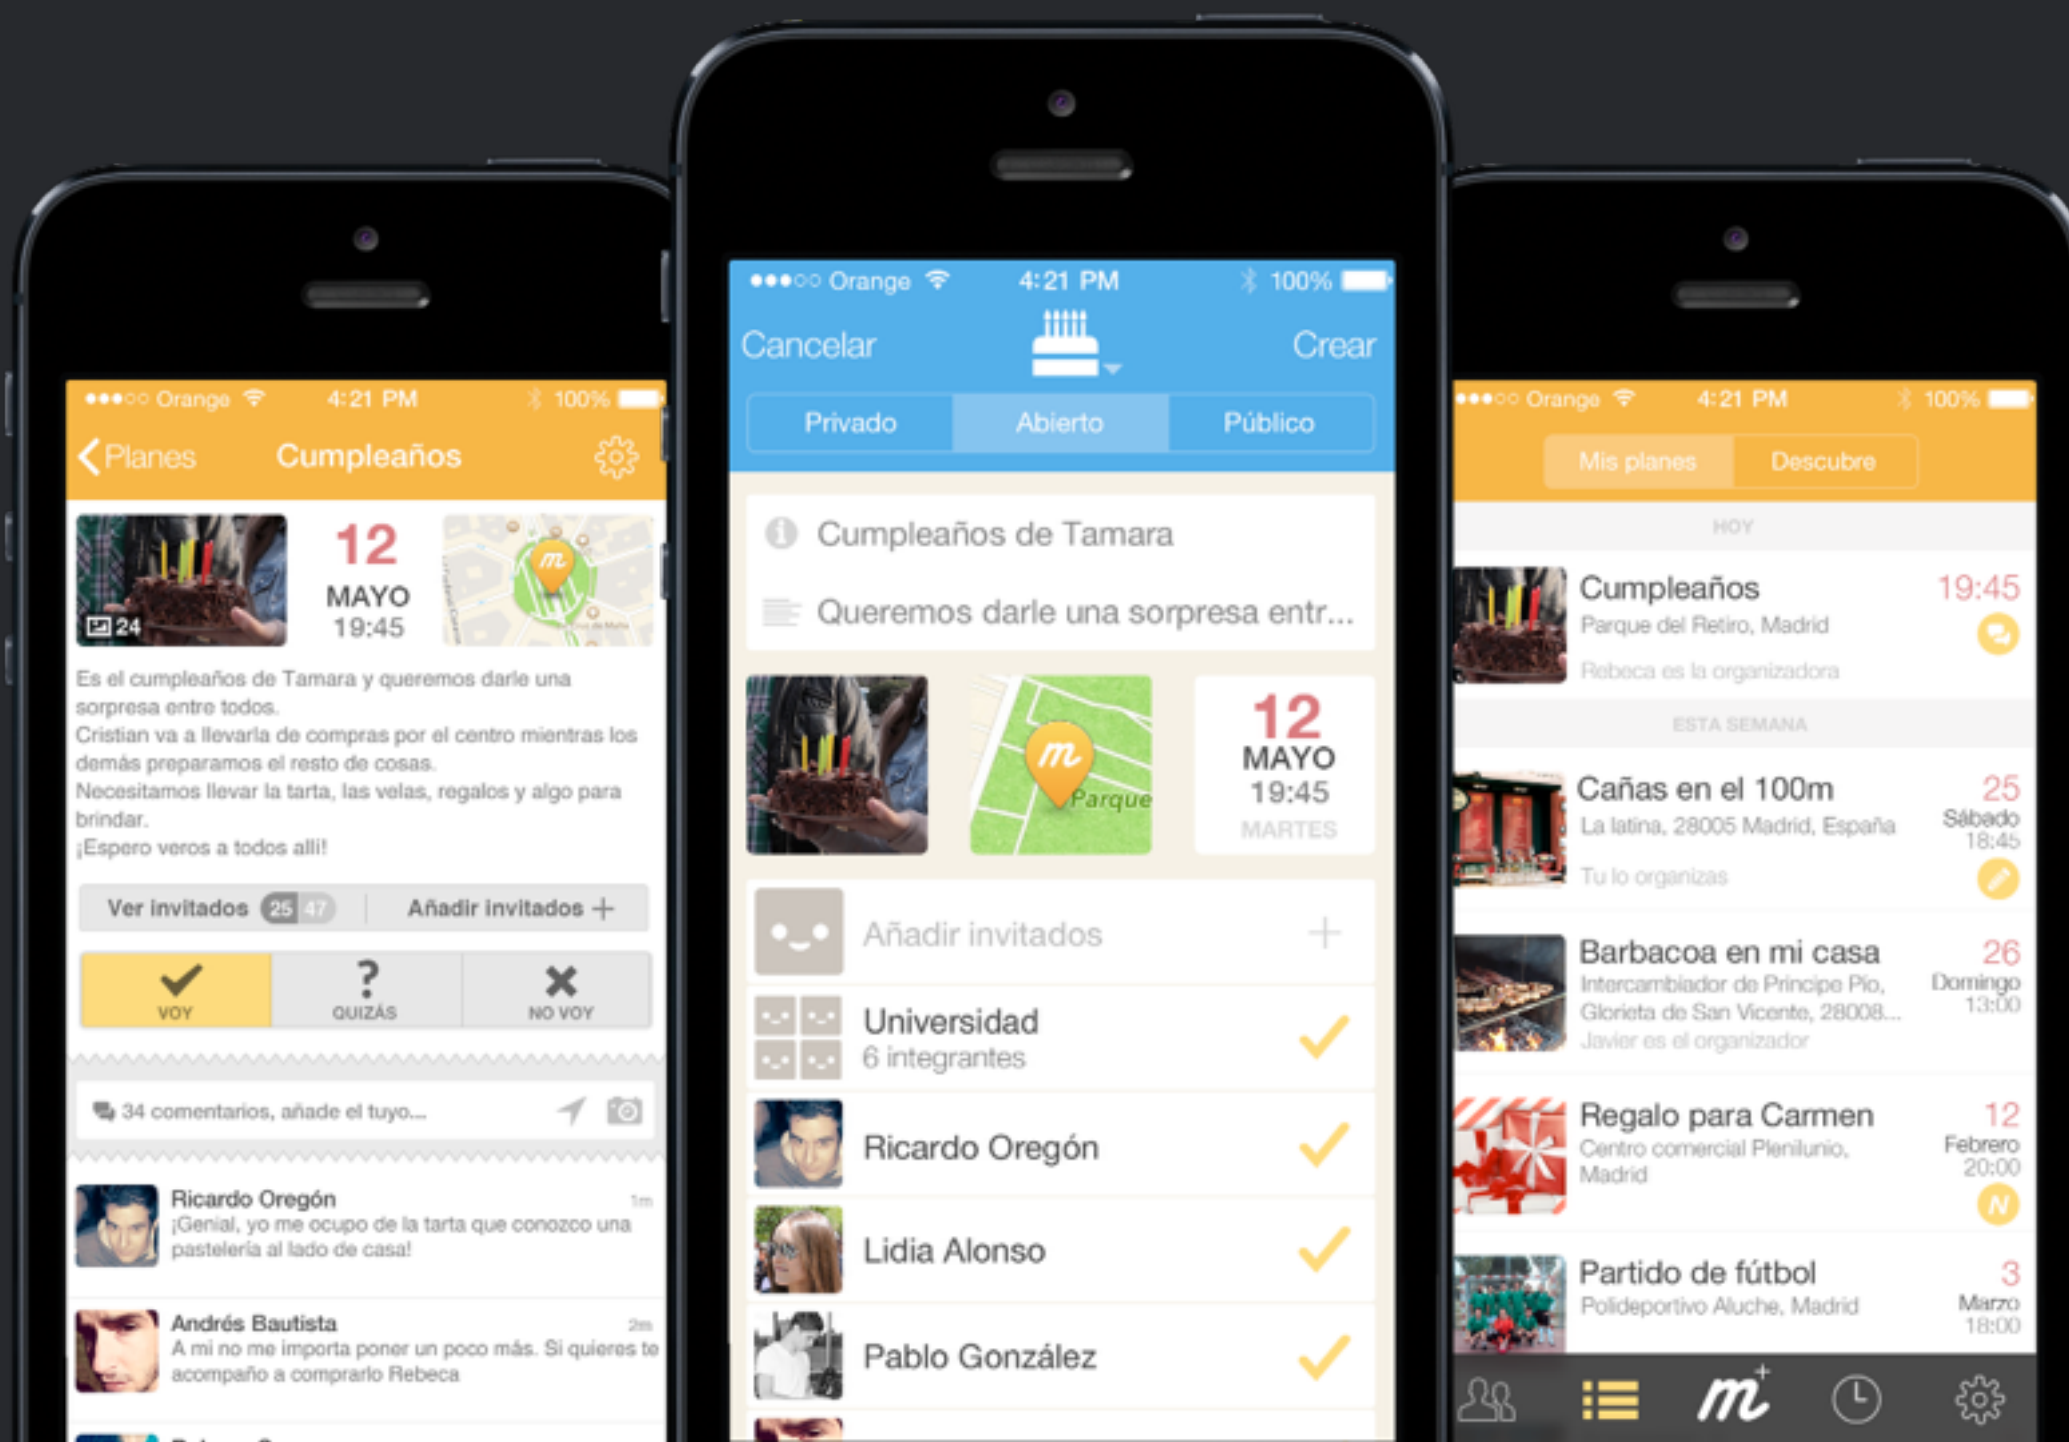 Orange 4:21 PM 100%
Planes Cumpleaños
24
12
MAYO
19:45
Es el cumpleaños de Tamara y queremos darle una
sorpresa entre todos.
Cristian va a llevarla de compras por el centro mientras los
demás preparamos el resto de cosas.
Necesitamos llevar la tarta, las velas, regalos y algo para
brindar.
¡Espero veros a todos alli!
Ver invitados 25 47 Añadir invitados +
VOY
? QUIZÁS
NO VOY
34 comentarios, añade el tuyo...
Ricardo Oregón 1m
¡Genial, yo me ocupo de la tarta que conozco una
pastelería al lado de casa!
Andrés Bautista 2m
A mi no me importa poner un poco más. Si quieres te
acompaño a comprarlo Rebeca
Orange 4:21 PM 100%
Cancelar Crear
Privado Abierto Público
Cumpleaños de Tamara
Queremos darle una sorpresa entr...
m
Parque
12
MAYO
19:45
MARTES
Añadir invitados +
Universidad
6 integrantes
Ricardo Oregón
Lidia Alonso
Pablo González
Orange 4:21 PM 100%
Mis planes Descubre
HOY
Cumpleaños 19:45
Parque del Retiro, Madrid
Rebeca es la organizadora
ESTA SEMANA
Cañas en el 100m 25
La latina, 28005 Madrid, España Sábado
18:45
Tu lo organizas
Barbacoa en mi casa 26
Intercambiador de Principe Pío, Domingo
Glorieta de San Vicente, 28008... 13:00
Javier es el organizador
Regalo para Carmen 12
Centro comercial Plenilunio, Febrero
Madrid 20:00
N
Partido de fútbol 3
Polideportivo Aluche, Madrid Marzo
18:00
m+